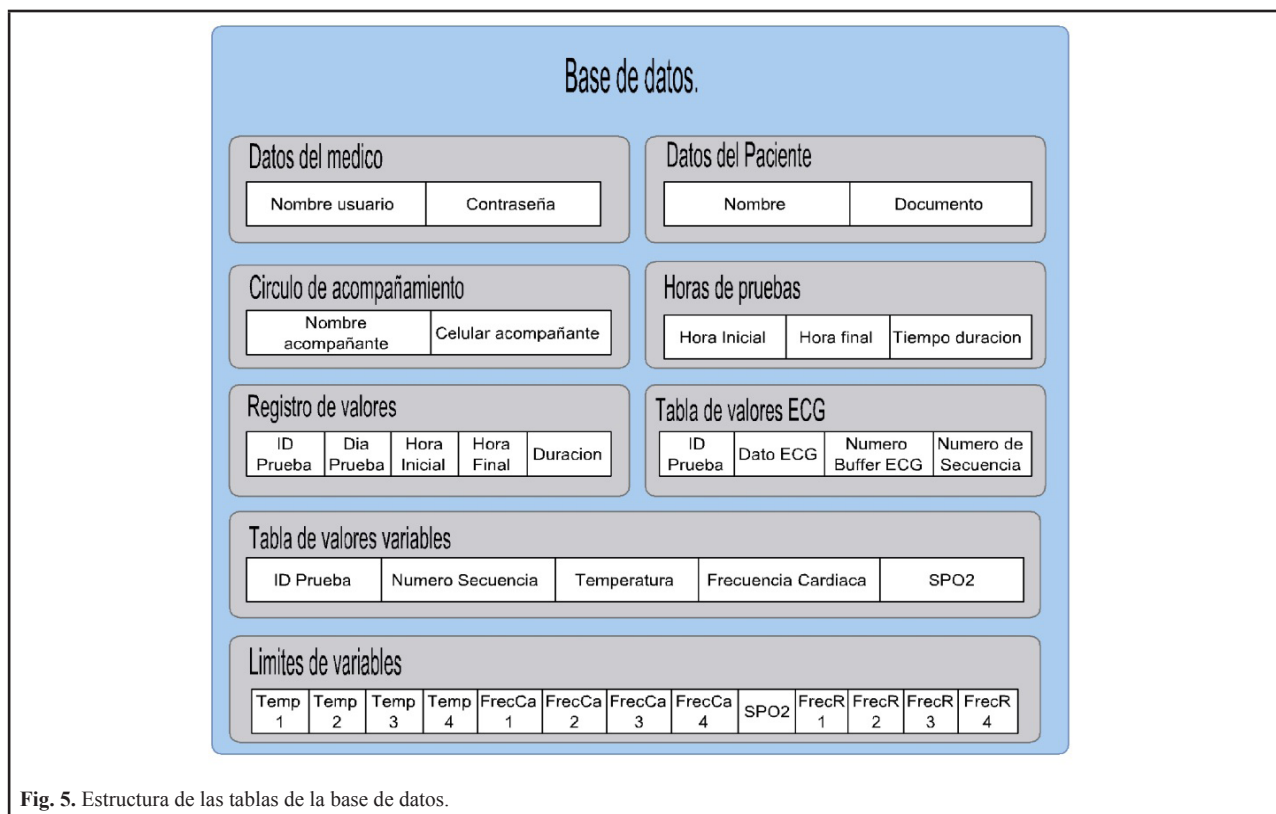 Base de datos.
Datos del medico
Nombre usuario
Contraseña
Datos del Paciente
Nombre
Documento
Circulo de acompañamiento
Nombre
acompañante
Celular acompañante
Horas de pruebas
Hora Inicial
Hora final
Tiempo duracion
Registro de valores
ID
Prueba
Dia
Prueba
Hora
Inicial
Hora
Final
Duracion
Tabla de valores ECG
ID
Prueba
Dato ECG
Numero
Buffer ECG
Numero de
Secuencia
Tabla de valores variables
ID Prueba
Numero Secuencia
Temperatura
Frecuencia Cardiaca
SPO2
Limites de variables
Temp
1
Temp
2
Temp
3
Temp
4
FrecCa
1
FrecCa
2
FrecCa
3
FrecCa
4
SPO2
FrecR
1
FrecR
2
FrecR
3
FrecR
4
Fig. 5. Estructura de las tablas de la base de datos.